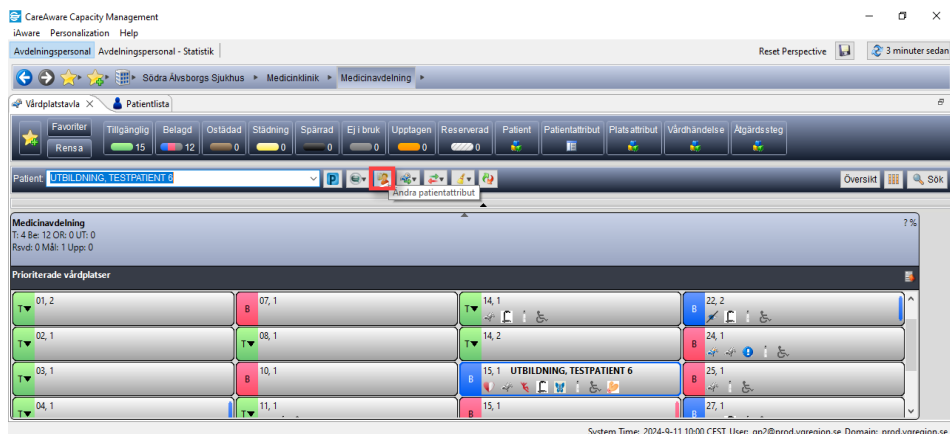 CareAware Capacity Management
iAware Personalization Help
Avdelningspersonal Avdelningspersonal - Statistik Reset Perspective 3 minuter sedan
Södra Älvsborgs Sjukhus Medicinklinik Medicinavdelning
Vårdplatstavla Patientlista
Favoriter Tillgänglig Belagd Ostädad Städning Spärrad Ej i bruk Upptagen Reserverad Patient Patientattribut Platsattribut Vårdhändelse Åtgärdssteg
Rensa 15 12 0 0 0 0 0 0
Patient: UTBILDNING, TESTPATIENT 6 P Översikt Sök
Ändra patientattribut
Medicinavdelning ? %
T: 4 Be: 12 OR: 0 UT: 0
Rsvd: 0 Mål: 1 Upp: 0
Prioriterade vårdplatser
T 01, 2 B 07, 1 T 14, 1 B 22, 2
T 02, 1 T 08, 1 T 14, 2 B 24, 1
T 03, 1 B 10, 1 B 15, 1 UTBILDNING, TESTPATIENT 6 B 25, 1
T 04, 1 T 11, 1 B 15, 1 B 27, 1
System Time: 2024-9-11 10:00 CEST User: gp2@prod.vgregion.se Domain: prod.vgregion.se